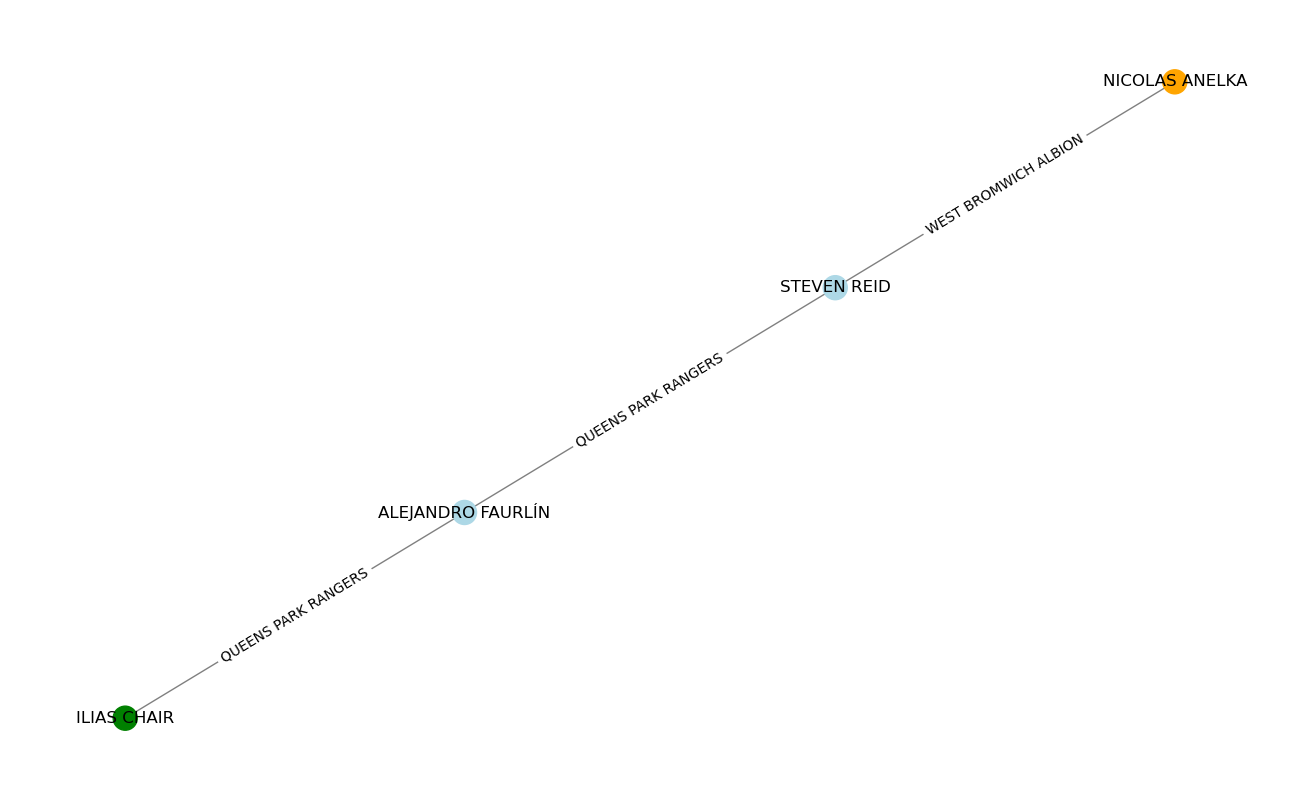 NICOLAS ANELKA
WEST BROMWICH ALBION
STEVEN REID
QUEENS PARK RANGERS
ALEJANDRO FAURLÍN
QUEENS PARK RANGERS
ILIAS CHAIR